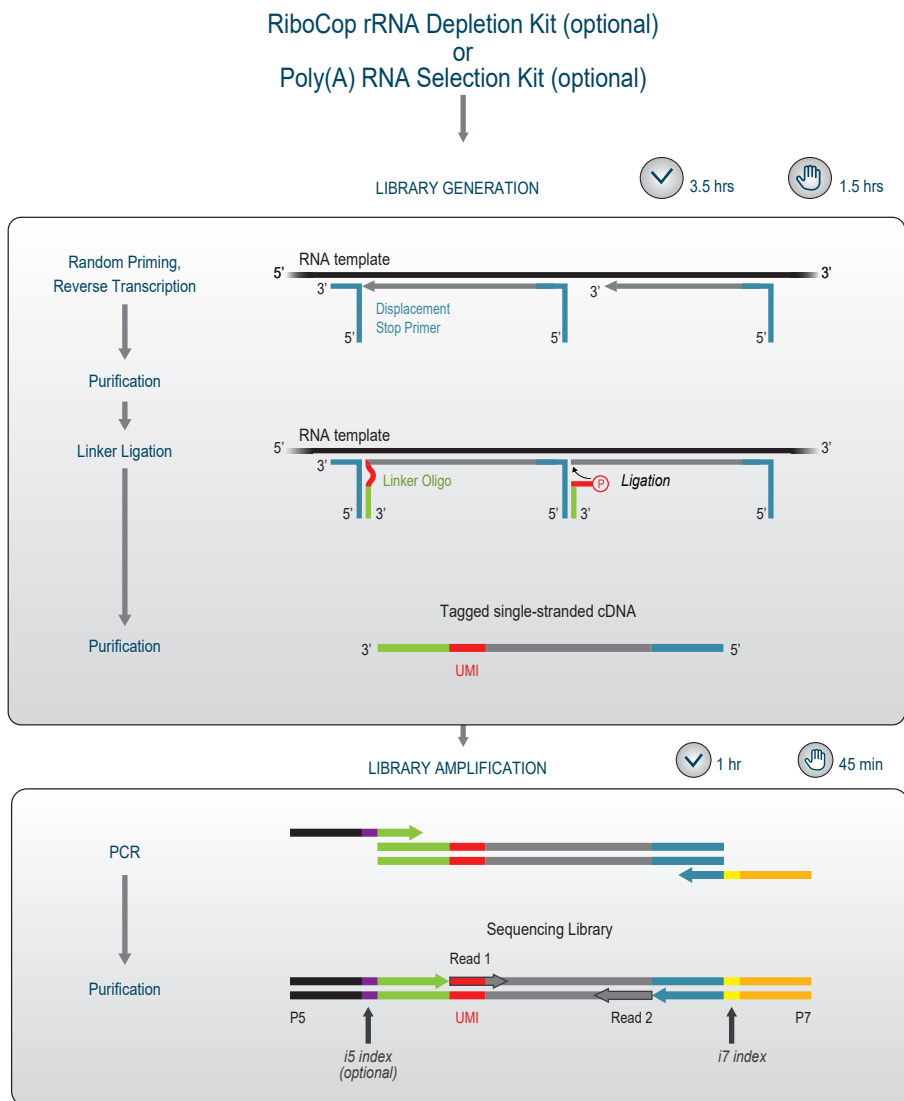 RiboCop rRNA Depletion Kit (optional)
or
Poly(A) RNA Selection Kit (optional)
LIBRARY GENERATION
3.5 hrs
1.5 hrs
Random Priming,
Reverse Transcription
RNA template
5’
3’
3’
3’
Displacement
Stop Primer
5’
5’
5’
Purification
Linker Ligation
RNA template
5’
3’
3’
Linker Oligo
P
Ligation
5’
3’
5’
3’
5’
Tagged single-stranded cDNA
Purification
3’
5’
UMI
LIBRARY AMPLIFICATION
1 hr
45 min
PCR
Sequencing Library
Read 1
Purification
P5
UMI
Read 2
P7
i5 index
(optional)
i7 index